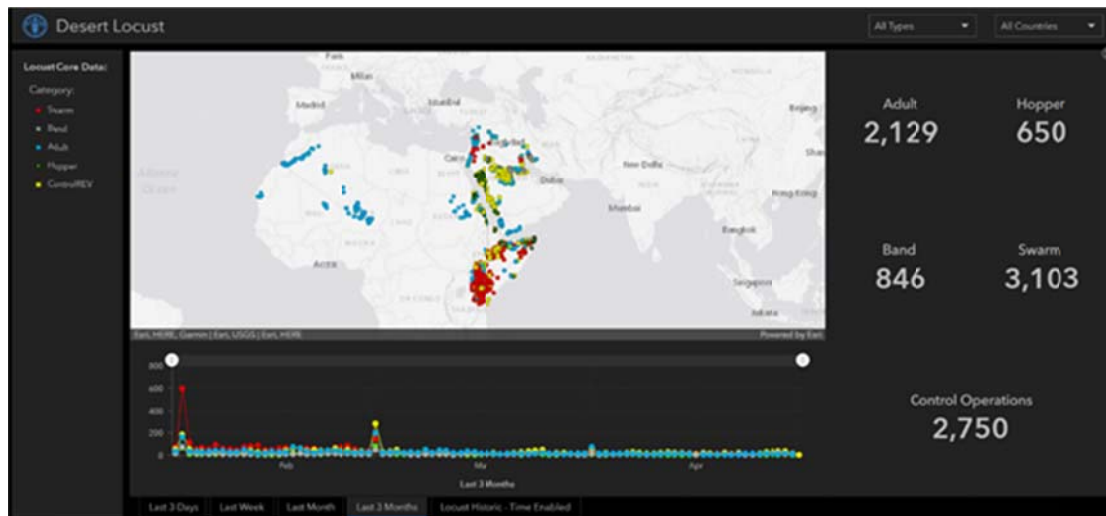 Desert Locust
All Types
All Countries
Locust Core Data:
Category:
Swarm
Band
Adult
Hopper
ControlREV
Paris
Milan
Madrid
Istanbul
Beijing
Baghdad
Cairo
New Delhi
Dubai
Hong Kong
Mumbai
Bangkok
Accra
Singapore
Jakarta
Esri, HERE, Garmin | Esri, USGS | Esri, HERE
Powered by Esri
Adult
2,129
Hopper
650
Band
846
Swarm
3,103
Control Operations
2,750
800
600
400
200
0
Feb
Apr
Last 3 Months
Last 3 Days
Last Week
Last Month
Last 3 Months
Locust Historic - Time Enabled